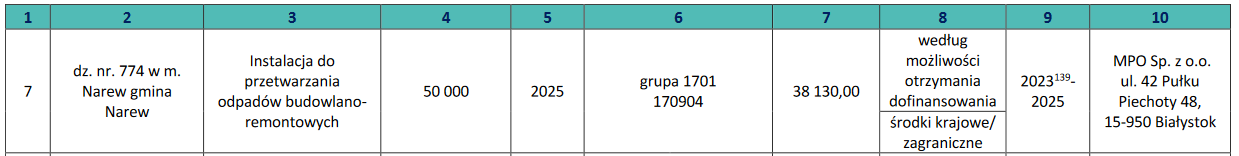 1 2 3 4 5 6 7 8 9 10
7
dz. nr. 774 w m.
Narew gmina
Narew
Instalacja do
przetwarzania
odpadów budowlano-
remontowych
50 000
2025
grupa 1701
170904
38 130,00
według
możliwości
otrzymania
dofinansowania
środki krajowe/
zagraniczne
2023¹³⁹-
2025
MPO Sp. z o.o.
ul. 42 Pułku
Piechoty 48,
15-950 Białystok